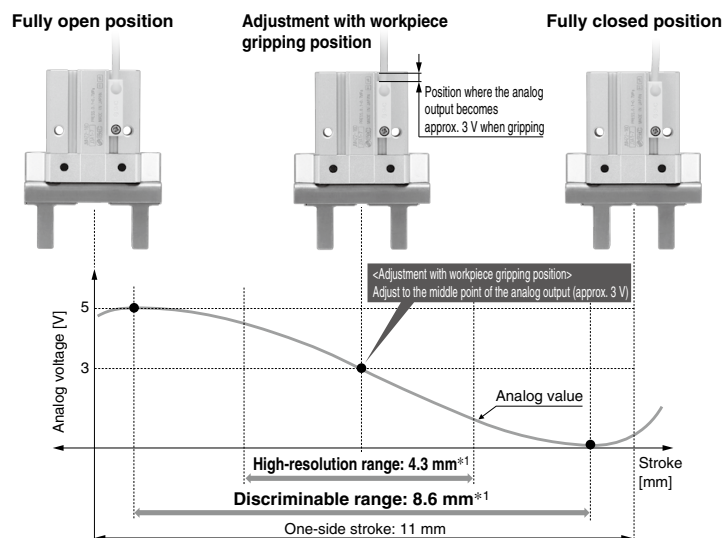 Fully open position
Adjustment with workpiece
gripping position
Fully closed position
Position where the analog
output becomes
approx. 3 V when gripping
<Adjustment with workpiece gripping position>
Adjust to the middle point of the analog output (approx. 3 V)
Analog voltage [V]
5
3
Analog value
High-resolution range: 4.3 mm*1
Discriminable range: 8.6 mm*1
One-side stroke: 11 mm
Stroke
[mm]